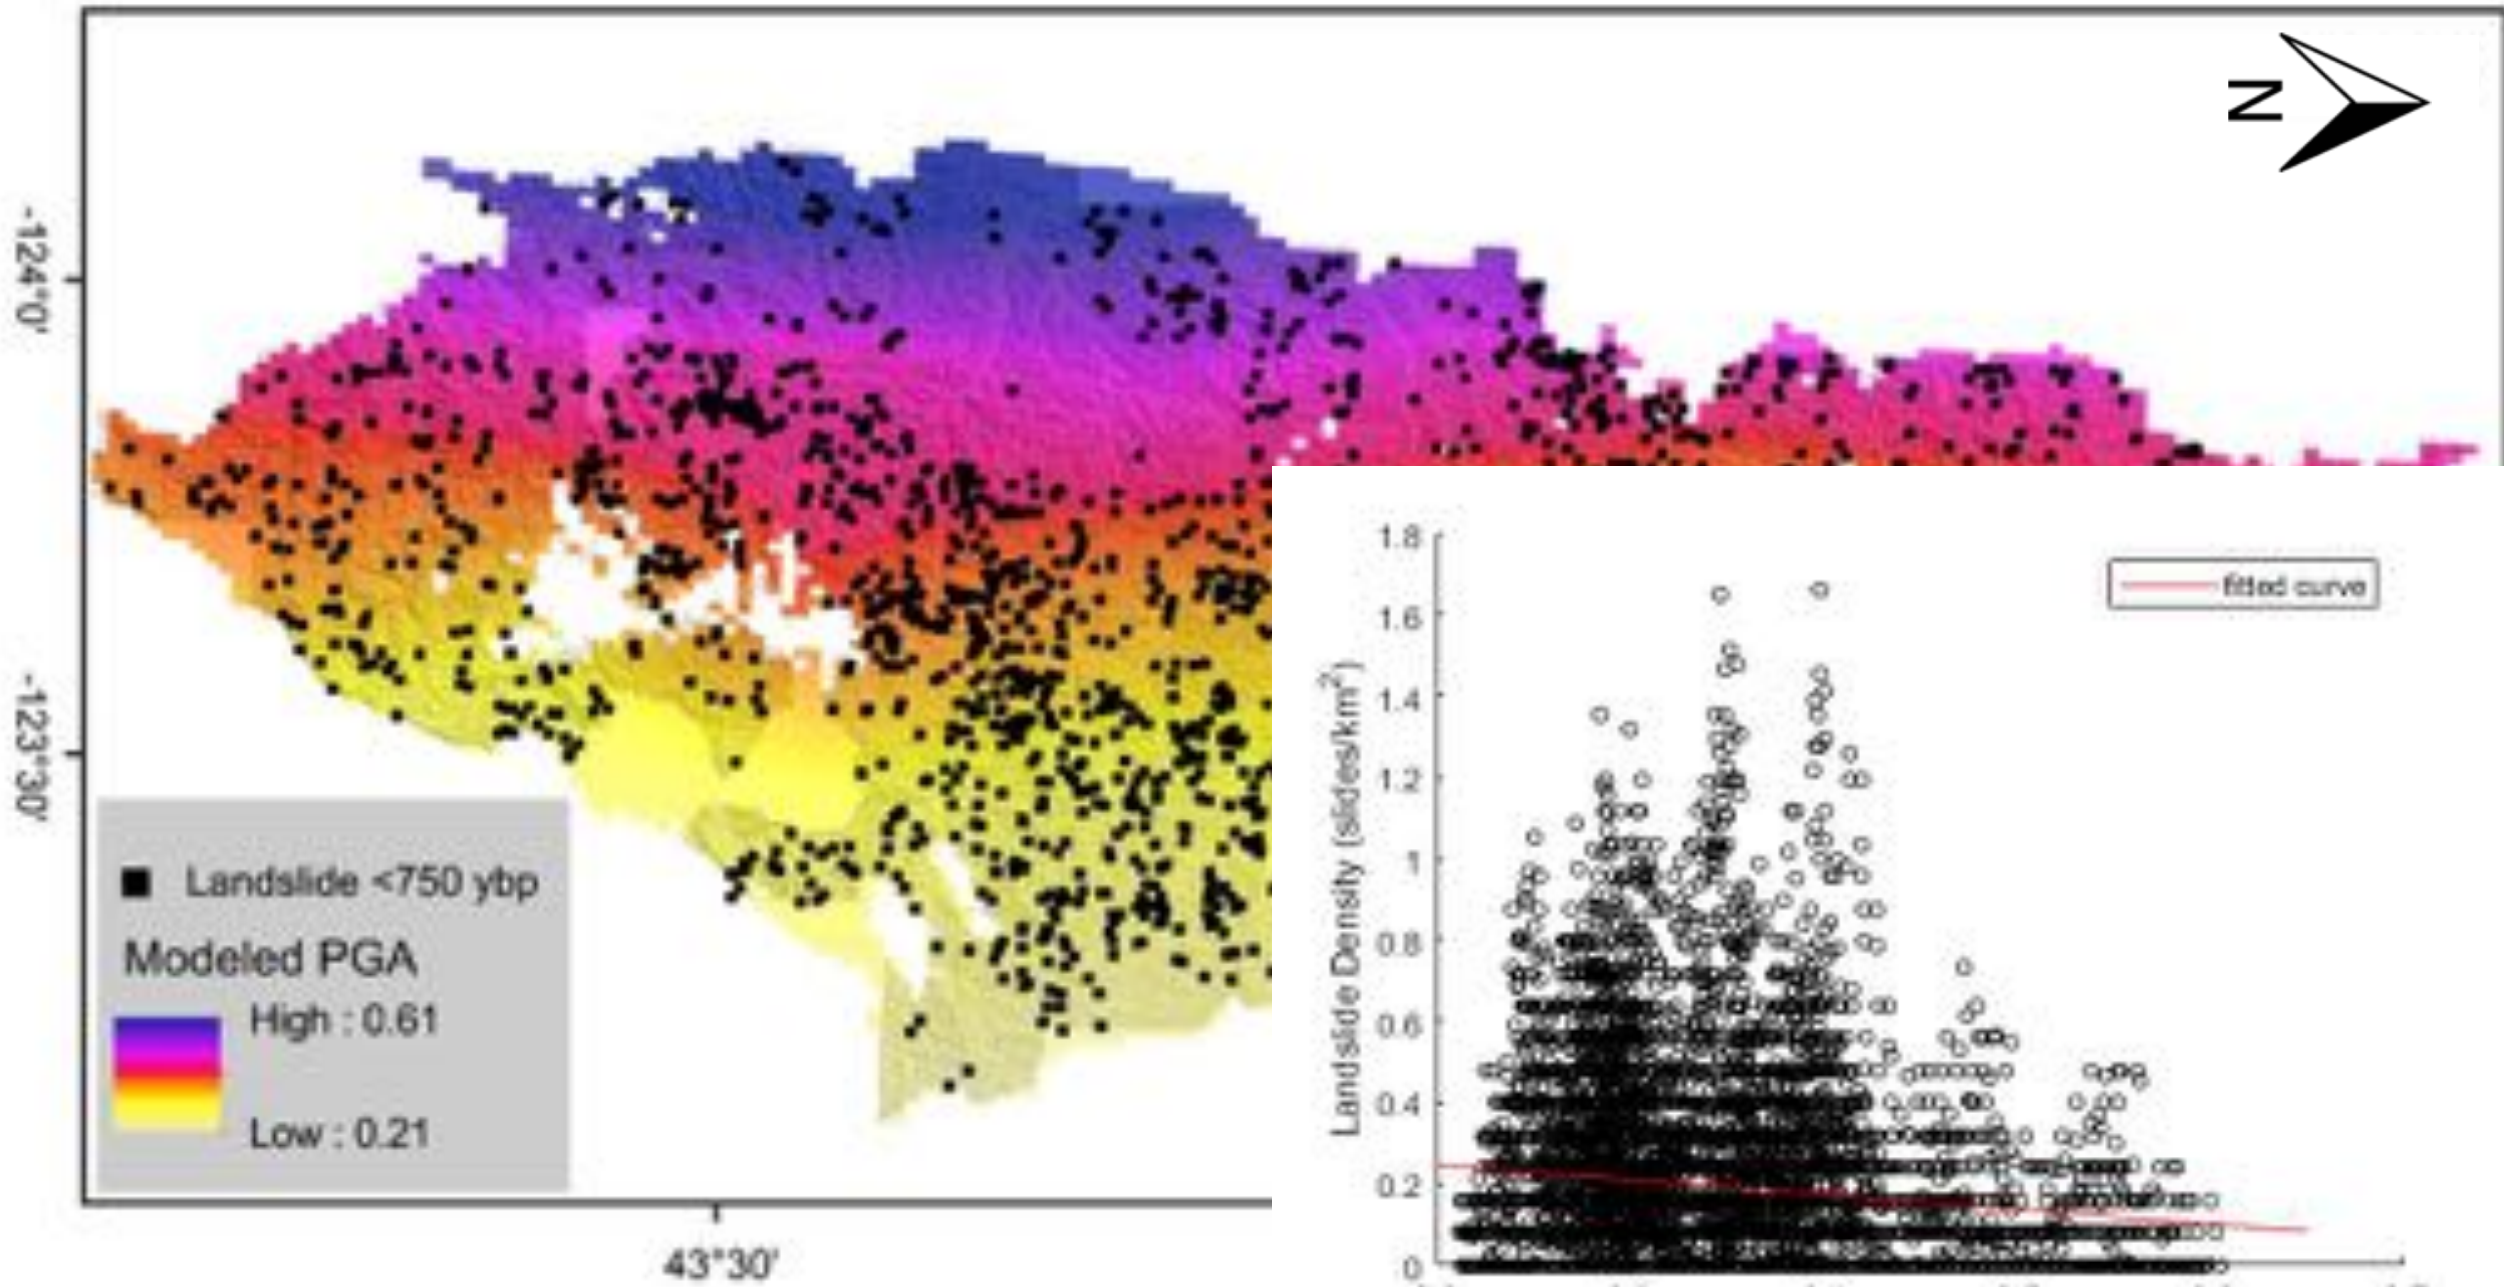 N
-124°0'
-123°30'
Landslide <750 ybp
Modeled PGA
High : 0.61
Low : 0.21
43°30'
Landslide Density (slides/km²)
1.8
1.6
1.4
1.2
1
0.8
0.6
0.4
0.2
0
fitted curve